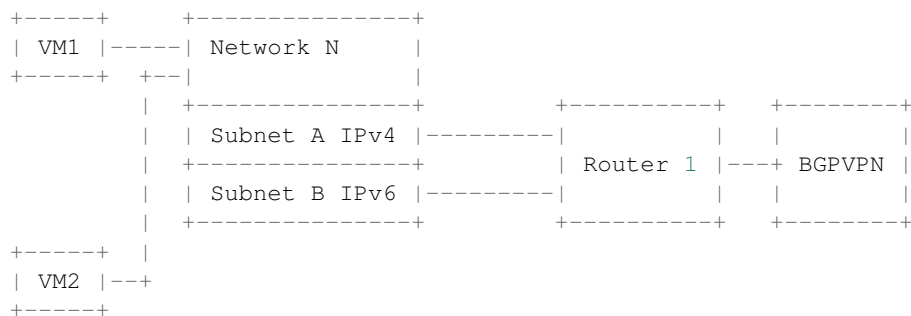 VM1
Network N
Subnet A IPv4
Router 1
BGPVPN
Subnet B IPv6
VM2